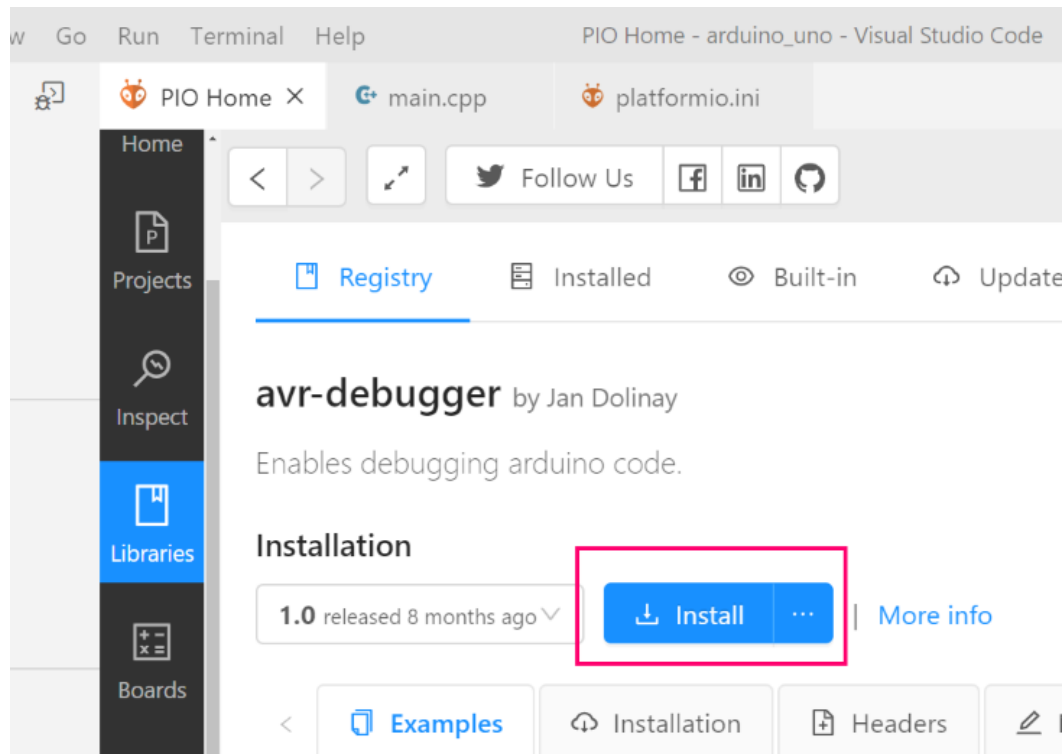 w Go Run Terminal Help PIO Home - arduino_uno - Visual Studio Code
PIO Home main.cpp platformio.ini
Home
Follow Us
Projects
Registry Installed Built-in Update
Inspect
avr-debugger by Jan Dolinay
Enables debugging arduino code.
Libraries
Installation
1.0 released 8 months ago Install ... | More info
Boards
Examples Installation Headers